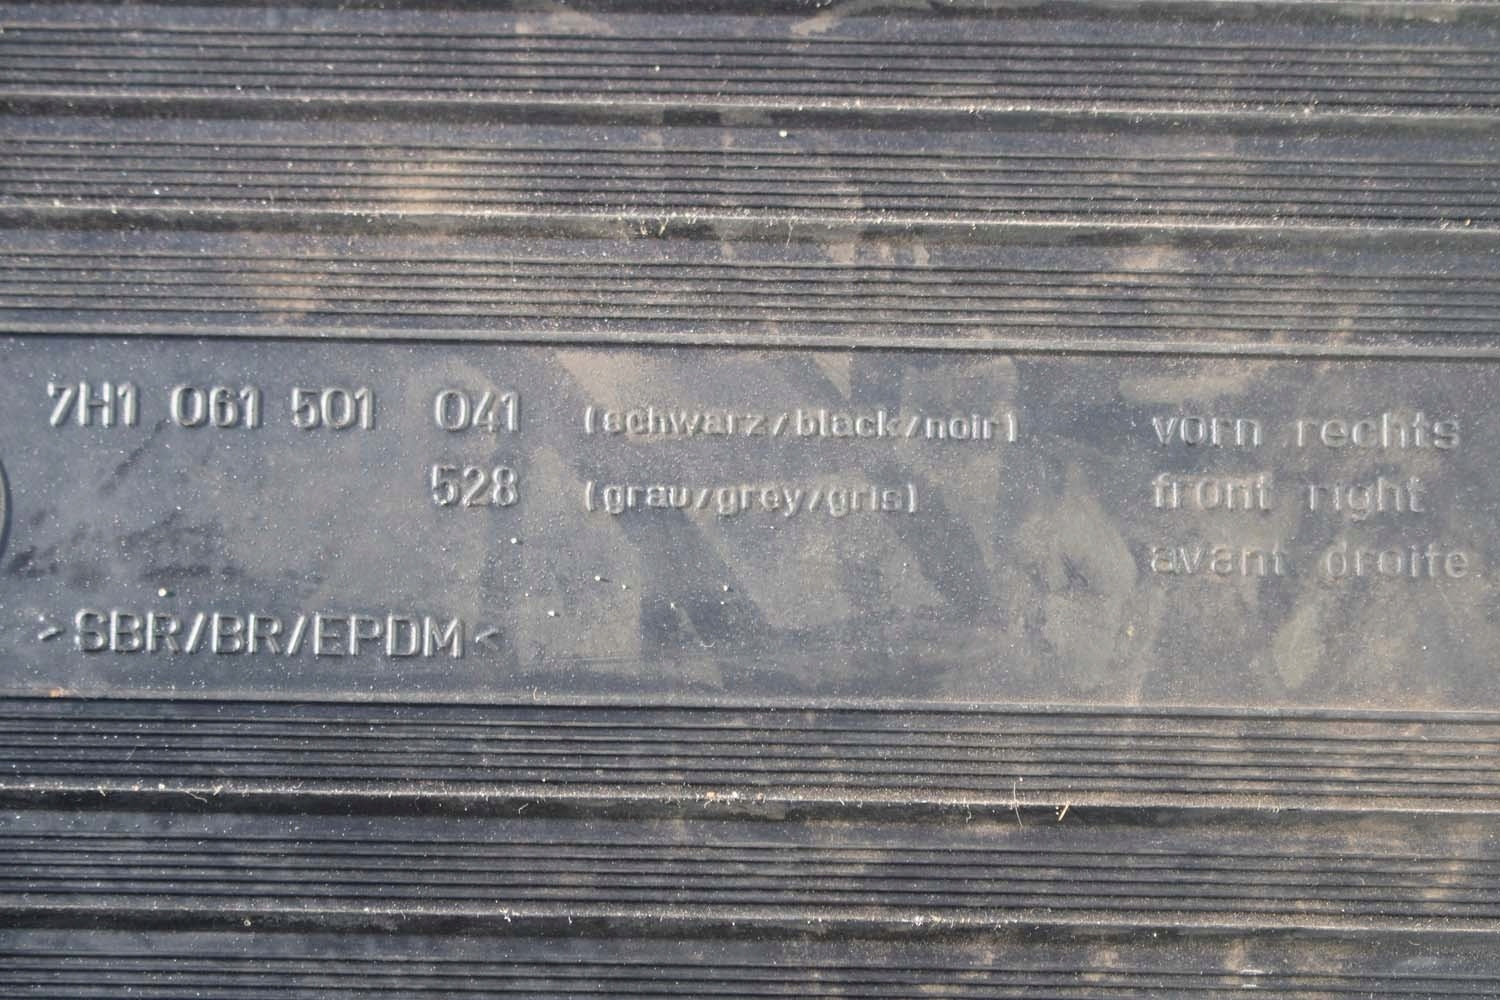 7H1 061 501 041 (schwarz/black/noir) vorn rechts
528 (grau/grey/gris) front right
avant droite
>SBR/BR/EPDM<